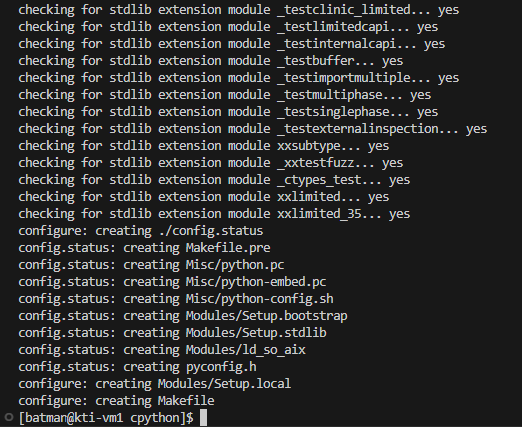 checking for stdlib extension module _testclinic_limited... yes
checking for stdlib extension module _testlimitedcapi... yes
checking for stdlib extension module _testinternalcapi... yes
checking for stdlib extension module _testbuffer... yes
checking for stdlib extension module _testimportmultiple... yes
checking for stdlib extension module _testmultiphase... yes
checking for stdlib extension module _testsinglephase... yes
checking for stdlib extension module _testexternalinspection... yes
checking for stdlib extension module xxsubtype... yes
checking for stdlib extension module _xxtestfuzz... yes
checking for stdlib extension module _ctypes_test... yes
checking for stdlib extension module xxlimited... yes
checking for stdlib extension module xxlimited_35... yes
configure: creating ./config.status
config.status: creating Makefile.pre
config.status: creating Misc/python.pc
config.status: creating Misc/python-embed.pc
config.status: creating Misc/python-config.sh
config.status: creating Modules/Setup.bootstrap
config.status: creating Modules/Setup.stdlib
config.status: creating Modules/ld_so_aix
config.status: creating pyconfig.h
configure: creating Modules/Setup.local
configure: creating Makefile
[batman@kti-vm1 cpython]$